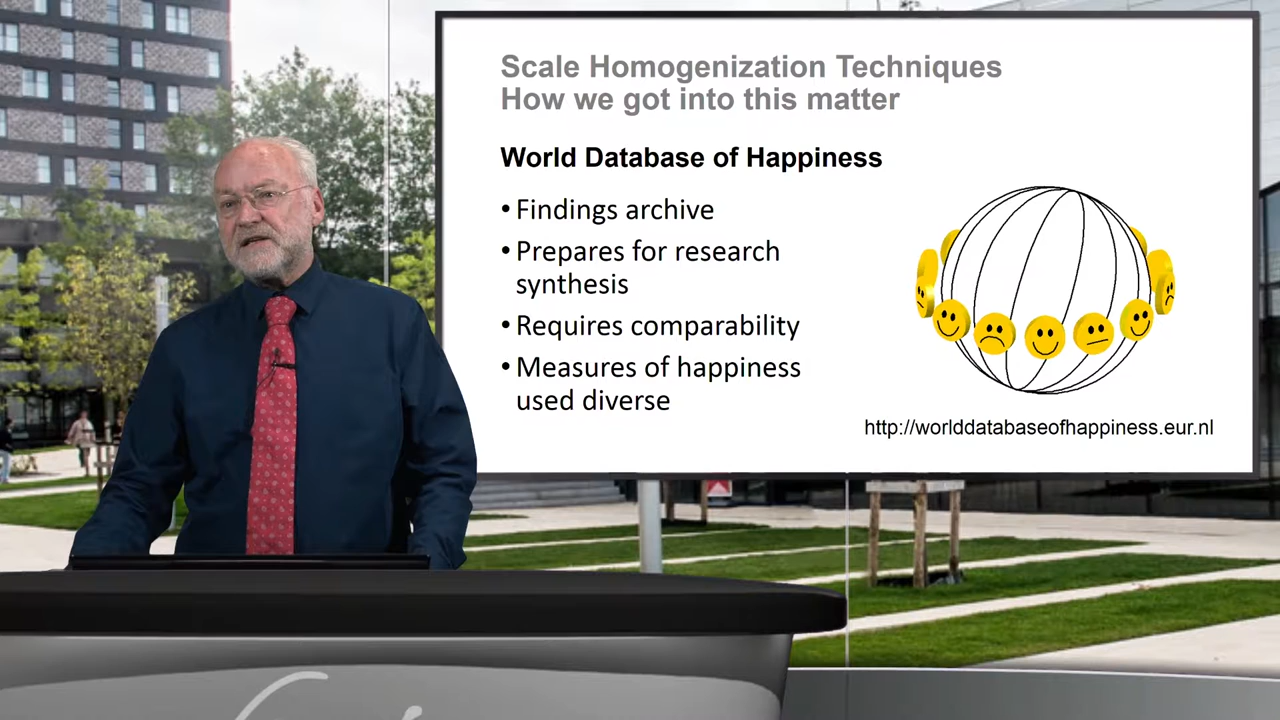 Scale Homogenization Techniques
How we got into this matter
World Database of Happiness
• Findings archive
• Prepares for research
synthesis
• Requires comparability
• Measures of happiness
used diverse
http://worlddatabaseofhappiness.eur.nl